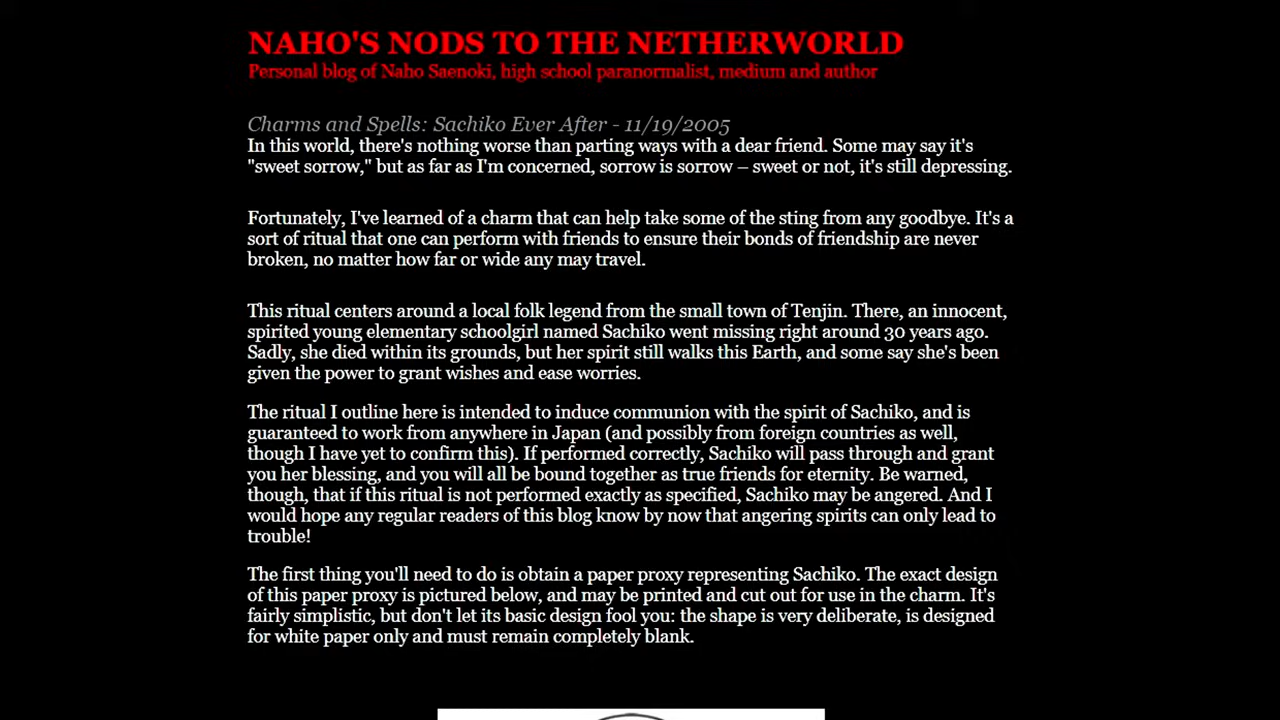 NAHO'S NODS TO THE NETHERWORLD
Personal blog of Naho Saenoki, high school paranormalist, medium and author
Charms and Spells: Sachiko Ever After - 11/19/2005
In this world, there's nothing worse than parting ways with a dear friend. Some may say it's
"sweet sorrow," but as far as I'm concerned, sorrow is sorrow – sweet or not, it's still depressing.
Fortunately, I've learned of a charm that can help take some of the sting from any goodbye. It's a
sort of ritual that one can perform with friends to ensure their bonds of friendship are never
broken, no matter how far or wide any may travel.
This ritual centers around a local folk legend from the small town of Tenjin. There, an innocent,
spirited young elementary schoolgirl named Sachiko went missing right around 30 years ago.
Sadly, she died within its grounds, but her spirit still walks this Earth, and some say she's been
given the power to grant wishes and ease worries.
The ritual I outline here is intended to induce communion with the spirit of Sachiko, and is
guaranteed to work from anywhere in Japan (and possibly from foreign countries as well,
though I have yet to confirm this). If performed correctly, Sachiko will pass through and grant
you her blessing, and you will all be bound together as true friends for eternity. Be warned,
though, that if this ritual is not performed exactly as specified, Sachiko may be angered. And I
would hope any regular readers of this blog know by now that angering spirits can only lead to
trouble!
The first thing you'll need to do is obtain a paper proxy representing Sachiko. The exact design
of this paper proxy is pictured below, and may be printed and cut out for use in the charm. It's
fairly simplistic, but don't let its basic design fool you: the shape is very deliberate, is designed
for white paper only and must remain completely blank.